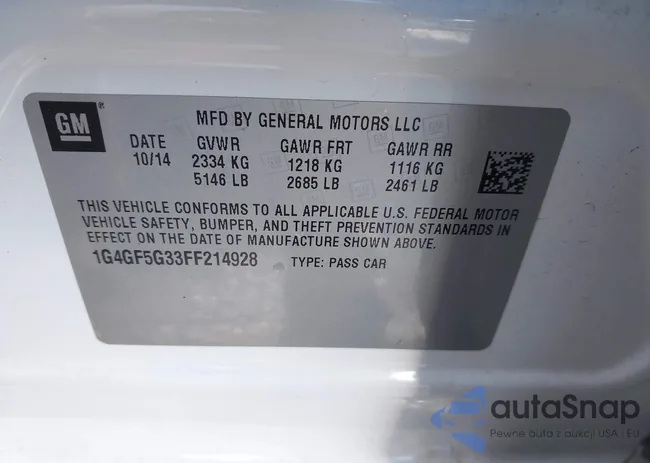 GM
MFD BY GENERAL MOTORS LLC
DATE GVWR GAWR FRT GAWR RR
10/14 2334 KG 1218 KG 1116 KG
5146 LB 2685 LB 2461 LB
THIS VEHICLE CONFORMS TO ALL APPLICABLE U.S. FEDERAL MOTOR
VEHICLE SAFETY, BUMPER, AND THEFT PREVENTION STANDARDS IN
EFFECT ON THE DATE OF MANUFACTURE SHOWN ABOVE.
1G4GF5G33FF214928 TYPE: PASS CAR
autaSnap
Pewne auta z aukcji USA i EU